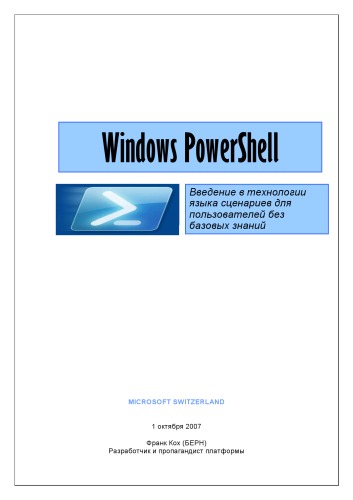 Windows PowerShell
Введение в технологии
языка сценариев для
пользователей без
базовых знаний
MICROSOFT SWITZERLAND
1 октября 2007
Франк Кох (БЕРН)
Разработчик и пропагандист платформы